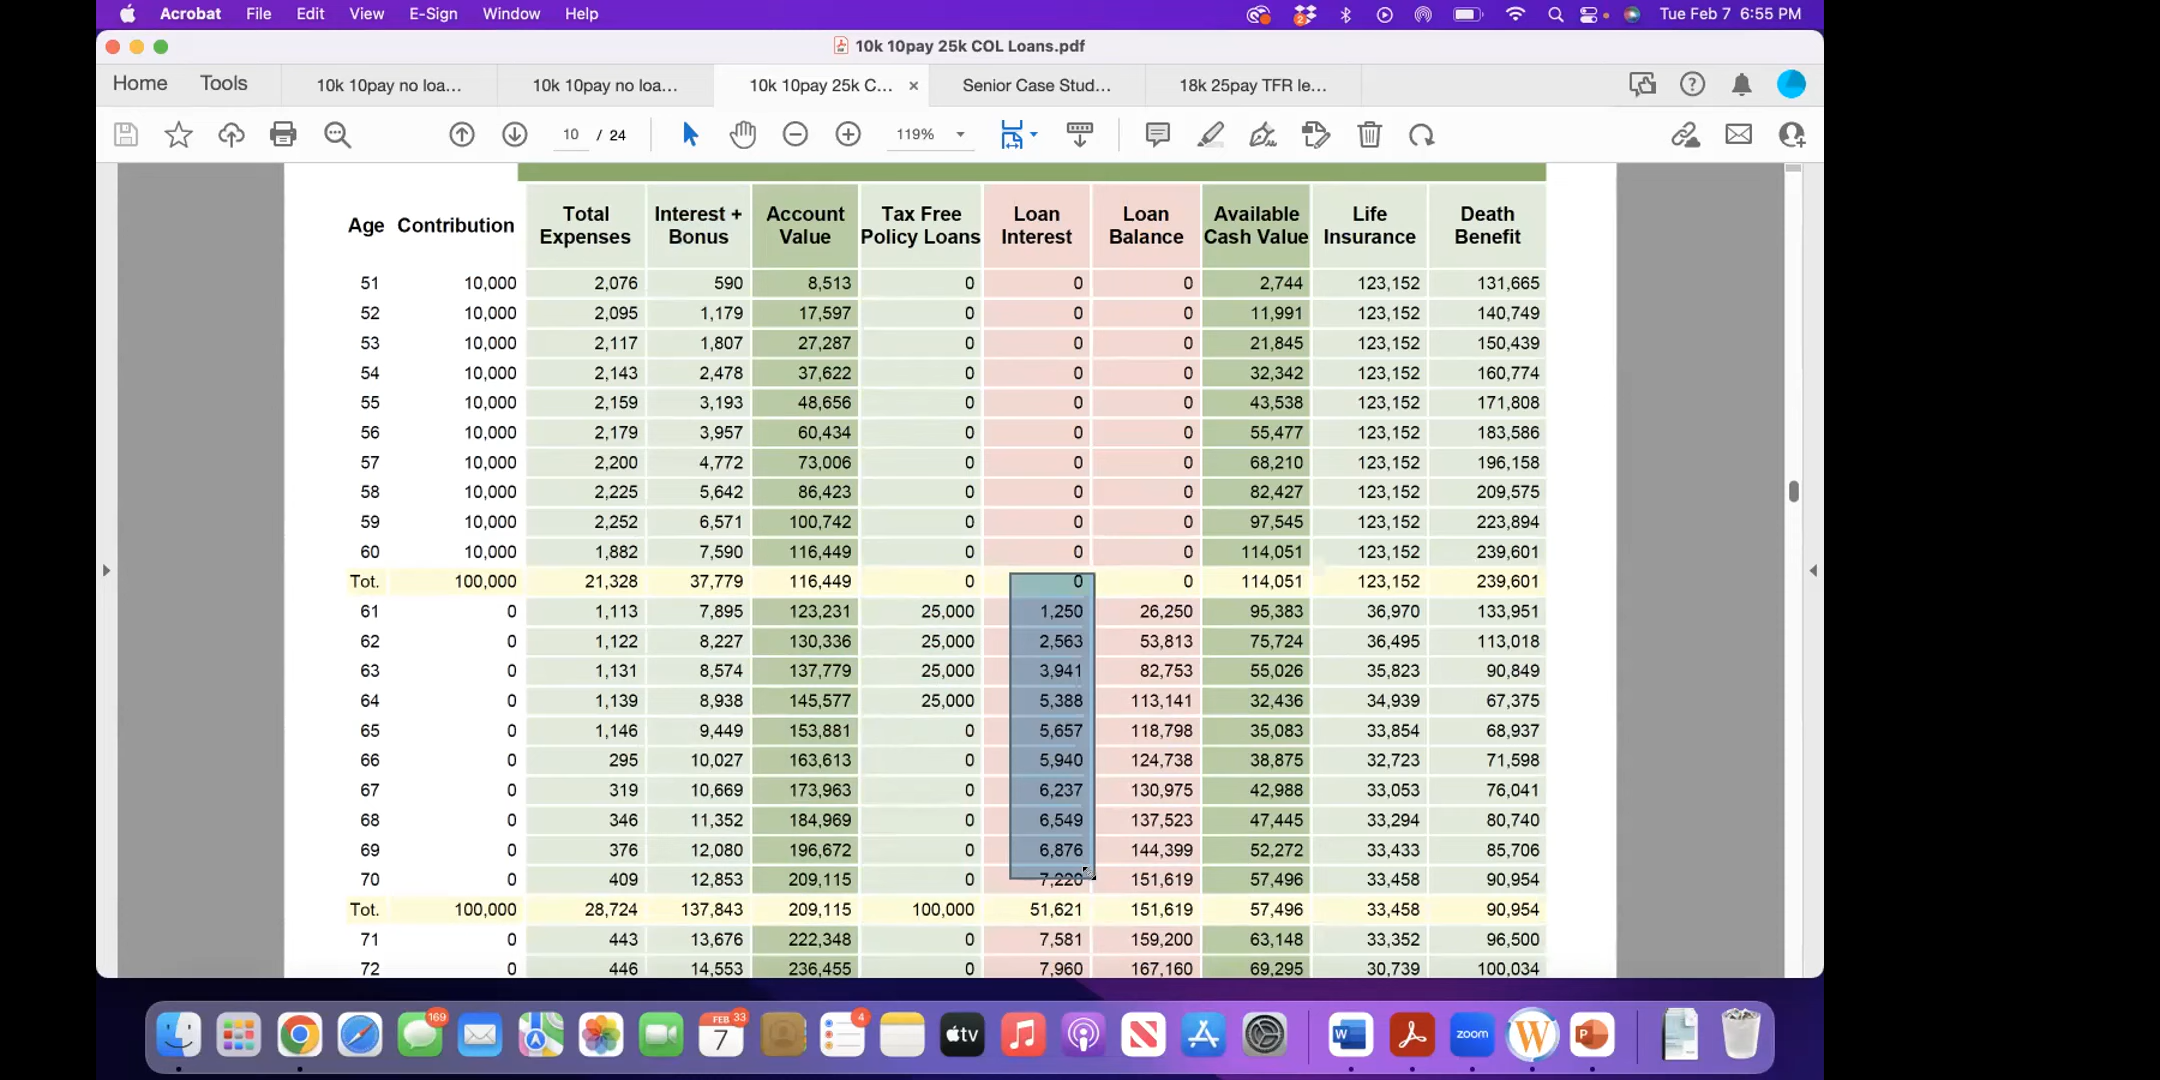 Acrobat File Edit View E-Sign Window Help 2 Tue Feb 7 6:55 PM
10k 10pay 25k COL Loans.pdf
Home Tools 10k 10pay no loa... 10k 10pay no loa... 10k 10pay 25k C... × Senior Case Stud... 18k 25pay TFR le...
10 / 24 119%
Age Contribution Total Expenses Interest + Bonus Account Value Tax Free Policy Loans Loan Interest Loan Balance Available Cash Value Life Insurance Death Benefit
51 10,000 2,076 590 8,513 0 0 0 2,744 123,152 131,665
52 10,000 2,095 1,179 17,597 0 0 0 11,991 123,152 140,749
53 10,000 2,117 1,807 27,287 0 0 0 21,845 123,152 150,439
54 10,000 2,143 2,478 37,622 0 0 0 32,342 123,152 160,774
55 10,000 2,159 3,193 48,656 0 0 0 43,538 123,152 171,808
56 10,000 2,179 3,957 60,434 0 0 0 55,477 123,152 183,586
57 10,000 2,200 4,772 73,006 0 0 0 68,210 123,152 196,158
58 10,000 2,225 5,642 86,423 0 0 0 82,427 123,152 209,575
59 10,000 2,252 6,571 100,742 0 0 0 97,545 123,152 223,894
60 10,000 1,882 7,590 116,449 0 0 0 114,051 123,152 239,601
Tot. 100,000 21,328 37,779 116,449 0 0 0 114,051 123,152 239,601
61 0 1,113 7,895 123,231 25,000 1,250 26,250 95,383 36,970 133,951
62 0 1,122 8,227 130,336 25,000 2,563 53,813 75,724 36,495 113,018
63 0 1,131 8,574 137,779 25,000 3,941 82,753 55,026 35,823 90,849
64 0 1,139 8,938 145,577 25,000 5,388 113,141 32,436 34,939 67,375
65 0 1,146 9,449 153,881 0 5,657 118,798 35,083 33,854 68,937
66 0 295 10,027 163,613 0 5,940 124,738 38,875 32,723 71,598
67 0 319 10,669 173,963 0 6,237 130,975 42,988 33,053 76,041
68 0 346 11,352 184,969 0 6,549 137,523 47,445 33,294 80,740
69 0 376 12,080 196,672 0 6,876 144,399 52,272 33,433 85,706
70 0 409 12,853 209,115 0 7,220 151,619 57,496 33,458 90,954
Tot. 100,000 28,724 137,843 209,115 100,000 51,621 151,619 57,496 33,458 90,954
71 0 443 13,676 222,348 0 7,581 159,200 63,148 33,352 96,500
72 0 446 14,553 236,455 0 7,960 167,160 69,295 30,739 100,034
169 FEB 33 7 4 tv N W zoom W P